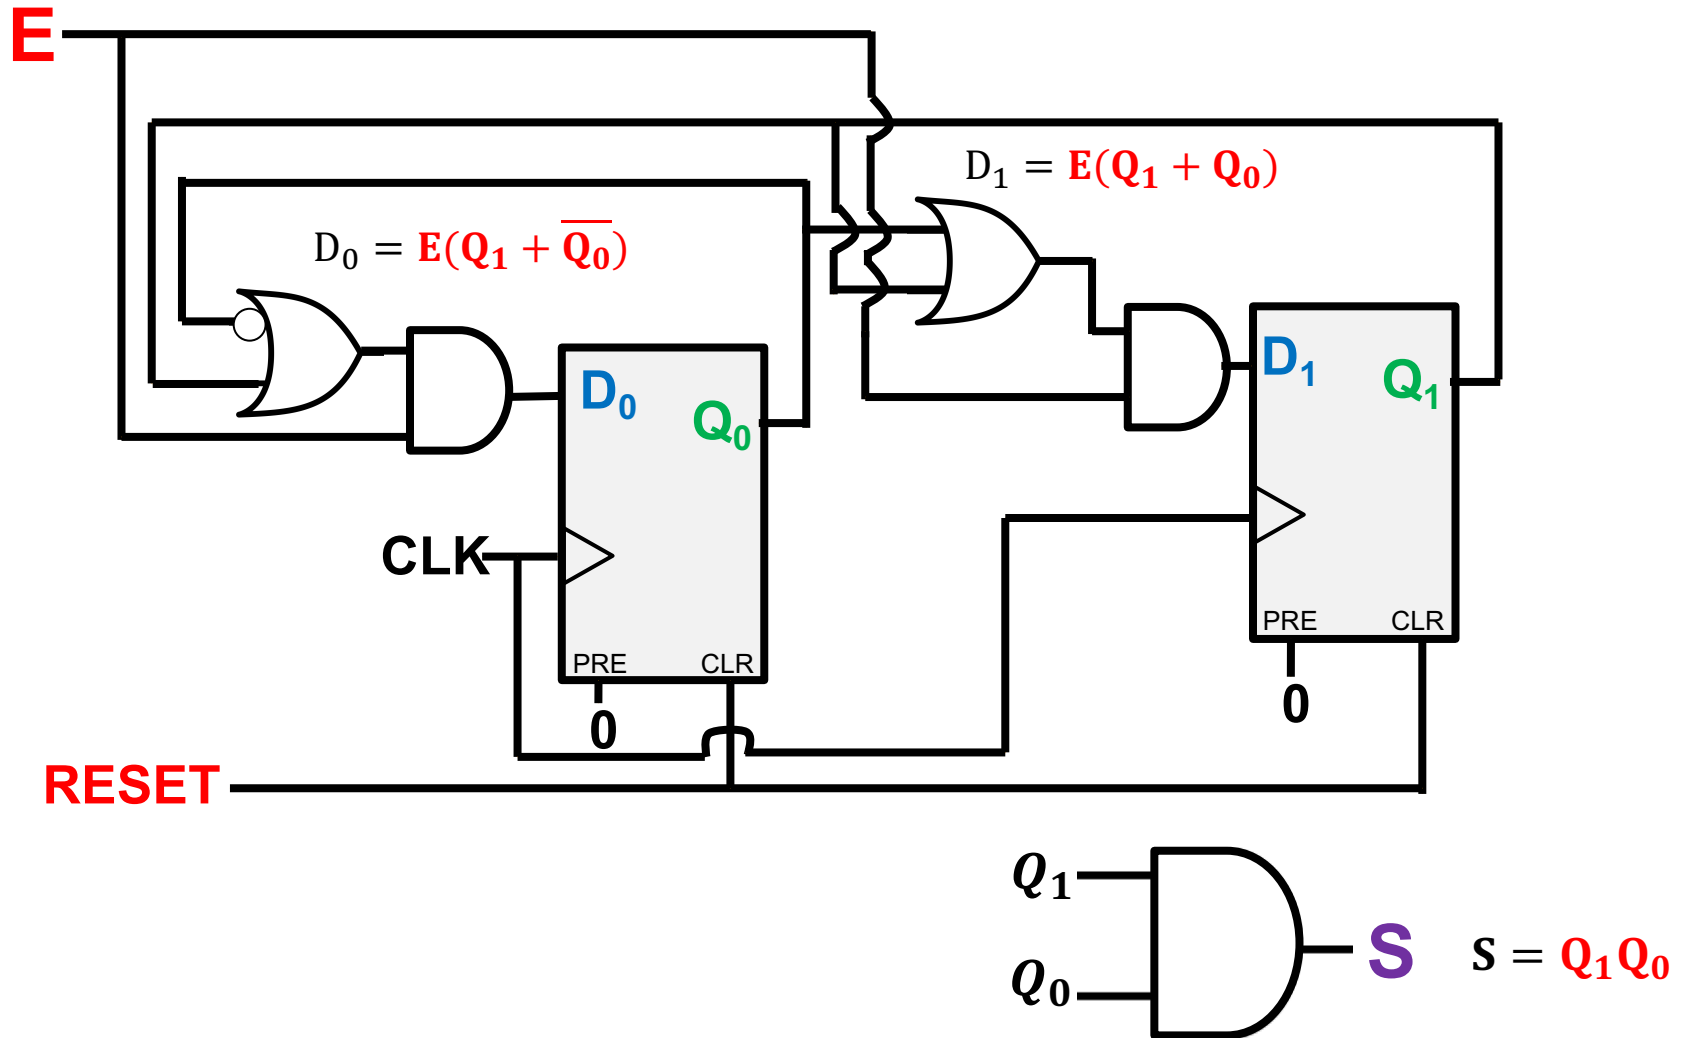 E
D₁ = E(Q₁ + Q₀)
D₀ = E(Q₁ + Q̅₀̅)
D₀
Q₀
D₁
Q₁
CLK
PRE CLR
0
PRE CLR
0
RESET
Q₁
Q₀
S
S = Q₁Q₀